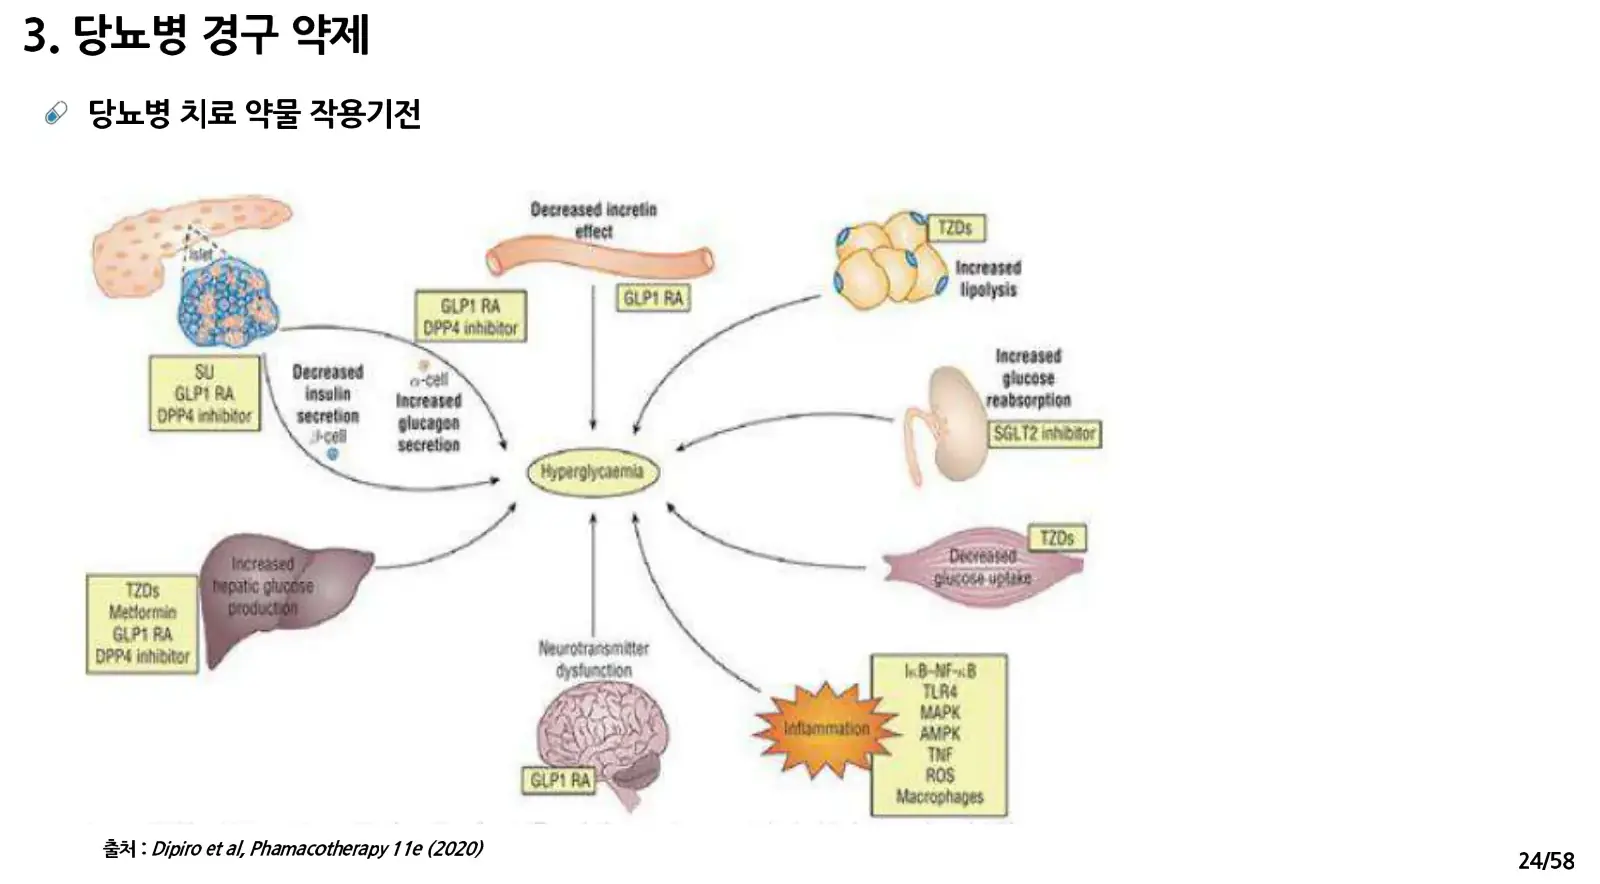 3. 당뇨병 경구 약제
당뇨병 치료 약물 작용기전
islet
SU
GLP1 RA
DPP4 inhibitor
Decreased
insulin
secretion
β-cell
GLP1 RA
DPP4 inhibitor
α-cell
Increased
glucagon
secretion
Decreased incretin
effect
GLP1 RA
TZDs
Increased
lipolysis
Increased
glucose
reabsorption
SGLT2 inhibitor
Hyperglycaemia
TZDs
Metformin
GLP1 RA
DPP4 inhibitor
Increased
hepatic glucose
production
Neurotransmitter
dysfunction
GLP1 RA
TZDs
Decreased
glucose uptake
Inflammation
IκB-NF-κB
TLR4
MAPK
AMPK
TNF
ROS
Macrophages
출처 : Dipiro et al, Phamacotherapy 11e (2020)
24/58